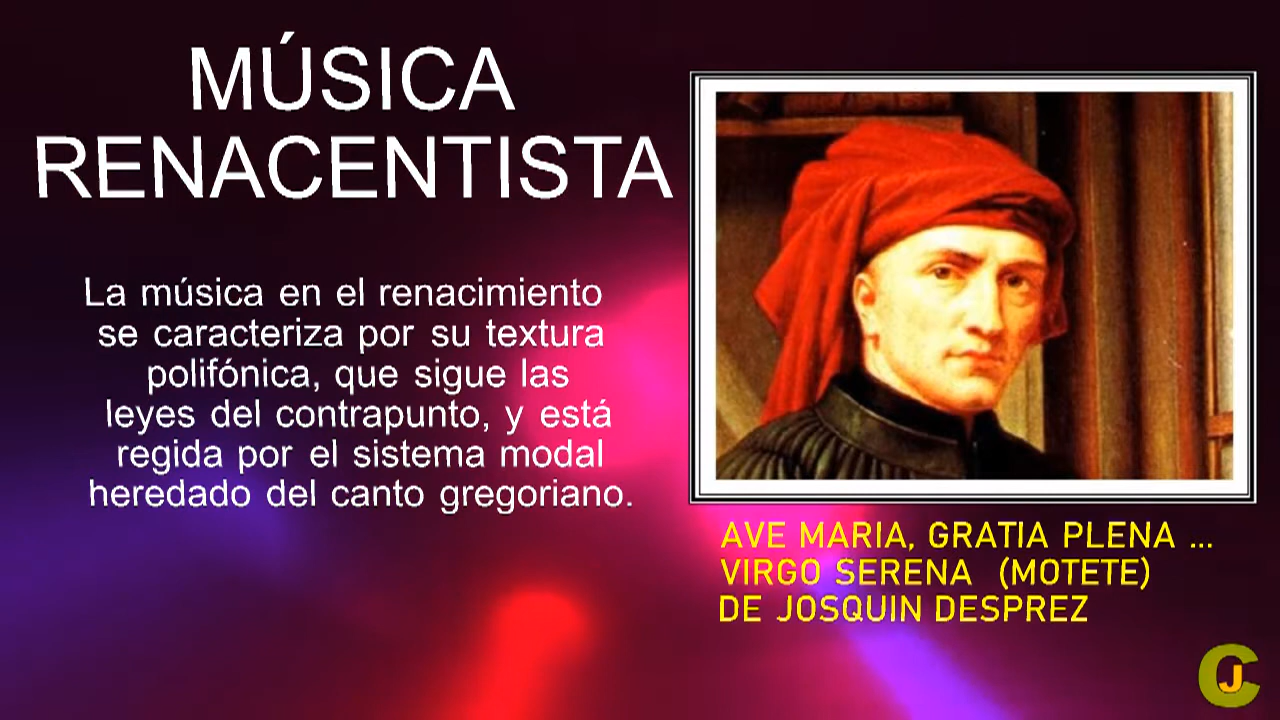 MÚSICA
RENACENTISTA
La música en el renacimiento
se caracteriza por su textura
polifónica, que sigue las
leyes del contrapunto, y está
regida por el sistema modal
heredado del canto gregoriano.
AVE MARIA, GRATIA PLENA ...
VIRGO SERENA (MOTETE)
DE JOSQUIN DESPREZ
CJ